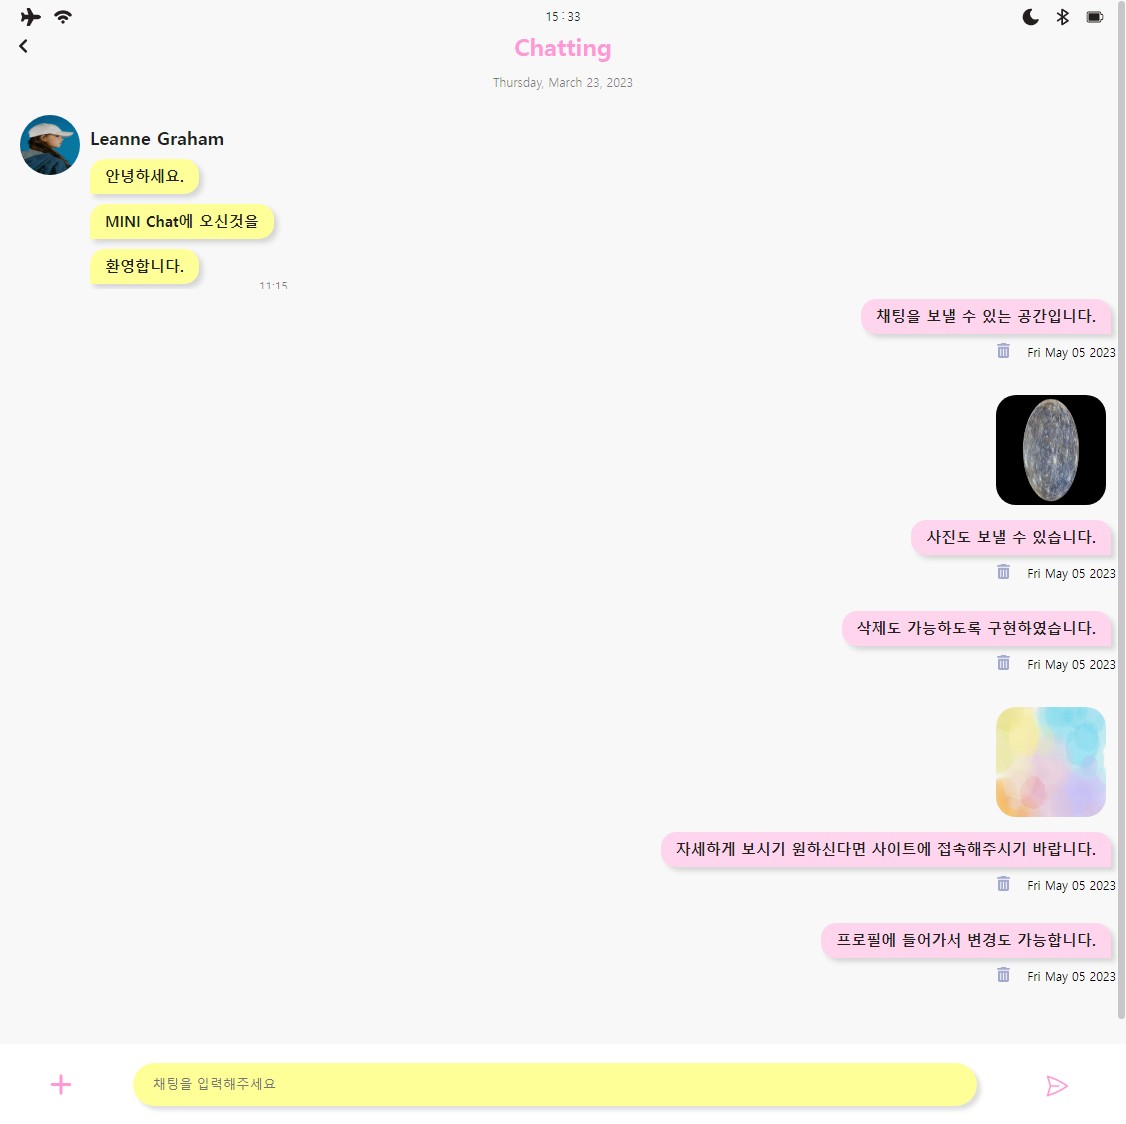 15 : 33
Chatting
Thursday, March 23, 2023
Leanne Graham
안녕하세요.
MINI Chat에 오신것을
환영합니다.
11:15
채팅을 보낼 수 있는 공간입니다.
Fri May 05 2023
사진도 보낼 수 있습니다.
Fri May 05 2023
삭제도 가능하도록 구현하였습니다.
Fri May 05 2023
자세하게 보시기 원하신다면 사이트에 접속해주시기 바랍니다.
Fri May 05 2023
프로필에 들어가서 변경도 가능합니다.
Fri May 05 2023
채팅을 입력해주세요